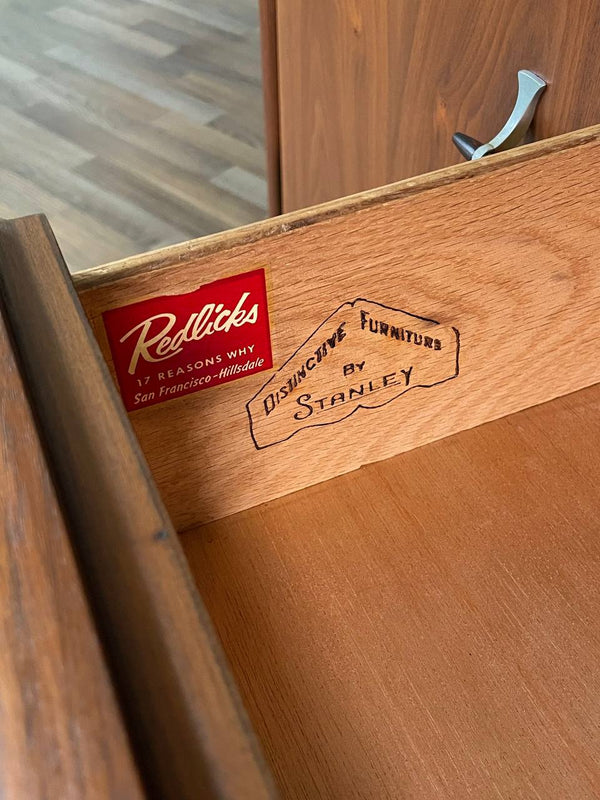 Redlicks
17 REASONS WHY
San Francisco-Hillsdale
DISTINCTIVE FURNITURE
BY
STANLEY